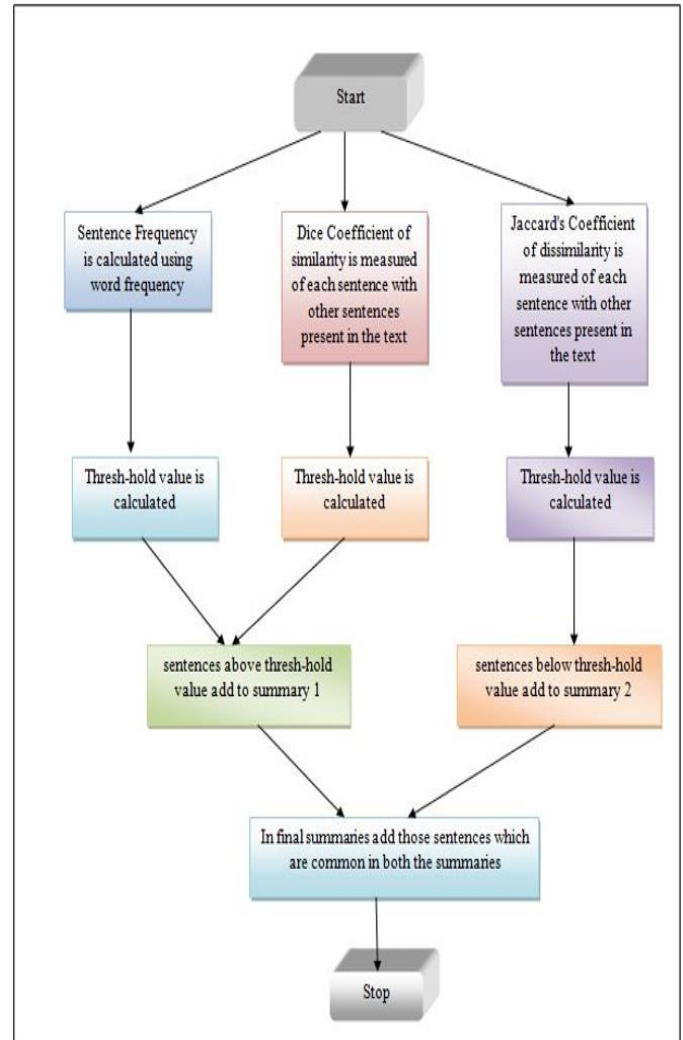 Start
Sentence Frequency
is calculated using
word frequency
Dice Coefficient of
similarity is measured
of each sentence with
other sentences
present in the text
Jaccard's Coefficient
of dissimilarity is
measured of each
sentence with other
sentences present in
the text
Thresh-hold value is
calculated
Thresh-hold value is
calculated
Thresh-hold value is
calculated
sentences above thresh-hold
value add to summary 1
sentences below thresh-hold
value add to summary 2
In final summaries add those sentences which
are common in both the summaries
Stop